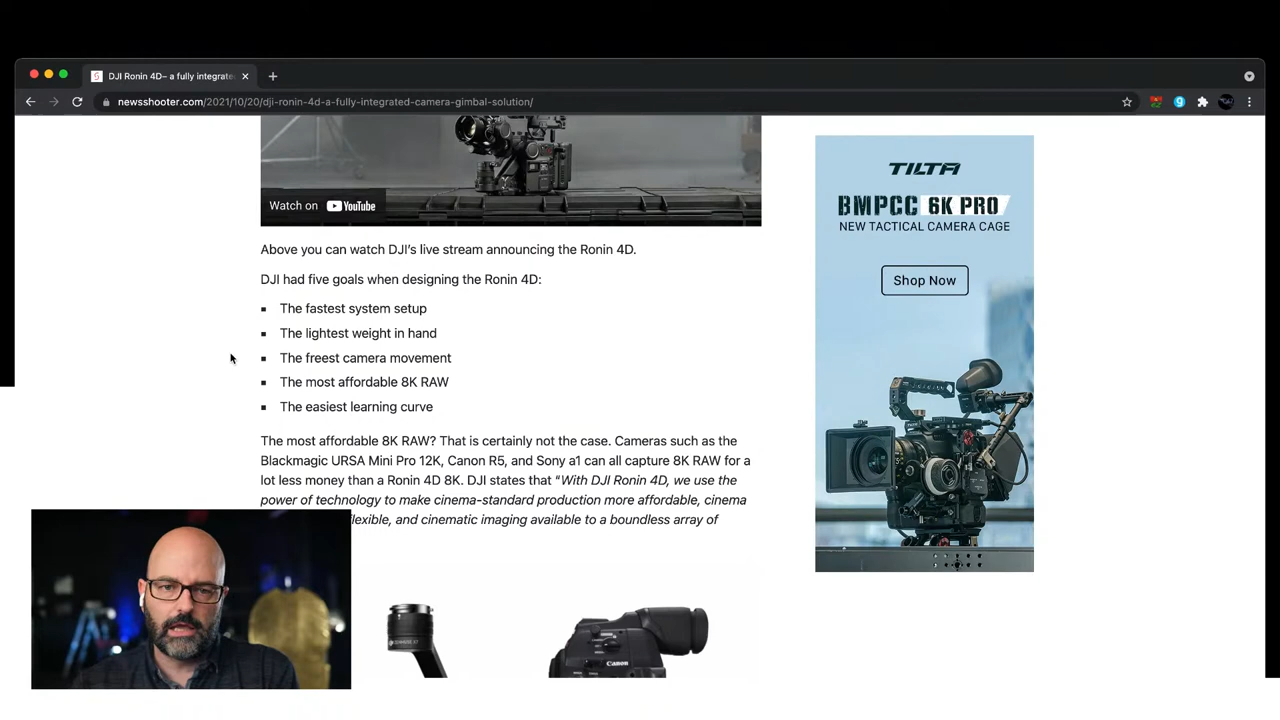 DJI Ronin 4D– a fully integrate
newsshooter.com/2021/10/20/dji-ronin-4d-a-fully-integrated-camera-gimbal-solution/
Watch on YouTube
Above you can watch DJI’s live stream announcing the Ronin 4D.
DJI had five goals when designing the Ronin 4D:
▪ The fastest system setup
▪ The lightest weight in hand
▪ The freest camera movement
▪ The most affordable 8K RAW
▪ The easiest learning curve
The most affordable 8K RAW? That is certainly not the case. Cameras such as the
Blackmagic URSA Mini Pro 12K, Canon R5, and Sony a1 can all capture 8K RAW for a
lot less money than a Ronin 4D 8K. DJI states that “With DJI Ronin 4D, we use the
power of technology to make cinema-standard production more affordable, cinema
flexible, and cinematic imaging available to a boundless array of
Canon
TILTA
BMPCC 6K PRO
NEW TACTICAL CAMERA CAGE
Shop Now